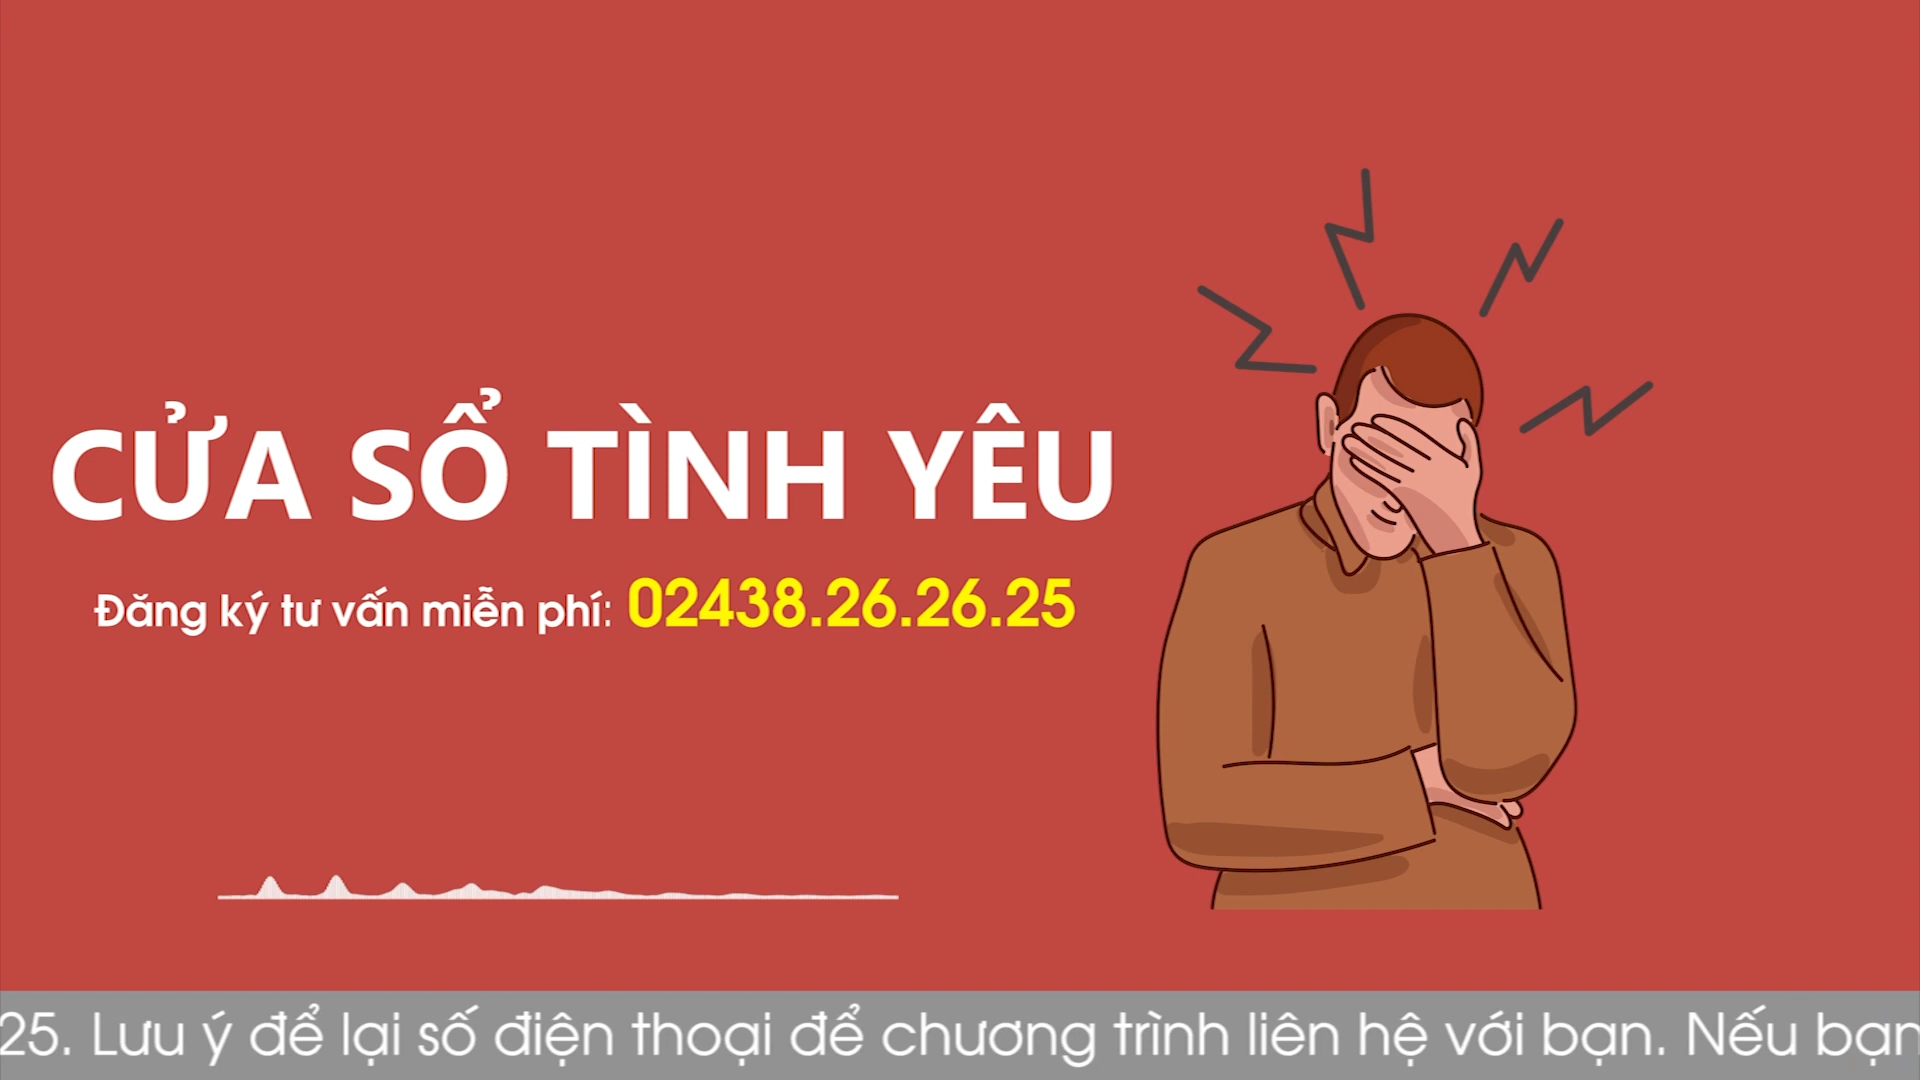 CỬA SỔ TÌNH YÊU
Đăng ký tư vấn miễn phí: 02438.26.26.25
25. Lưu ý để lại số điện thoại để chương trình liên hệ với bạn. Nếu bạn